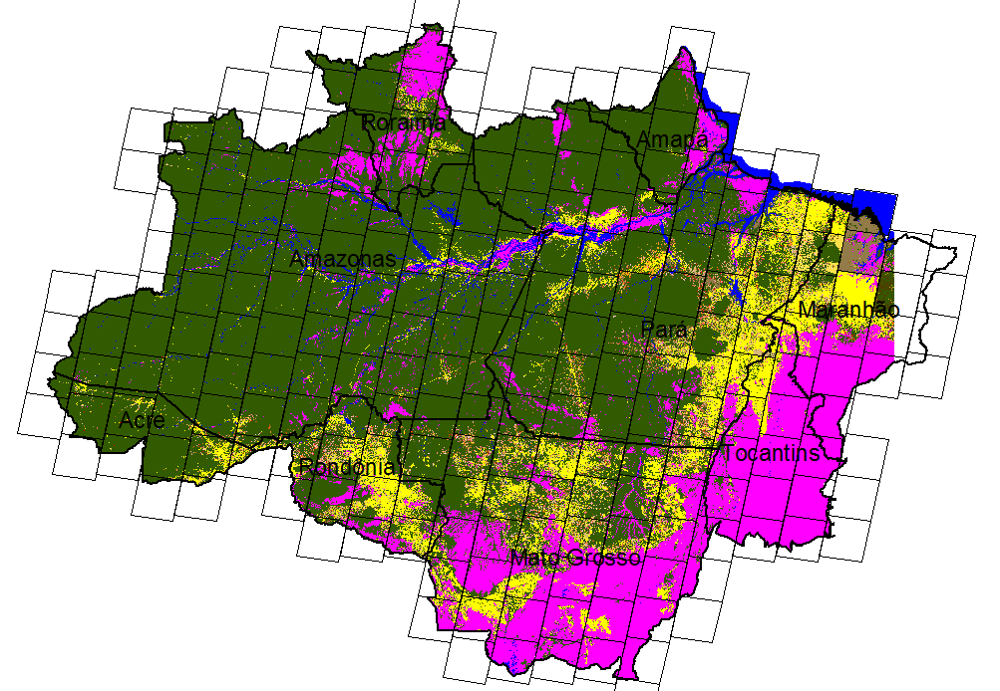 Roraima
Amapá
Amazonas
Maranhão
Pará
Acre
Tocantins
Rondônia
Mato Grosso